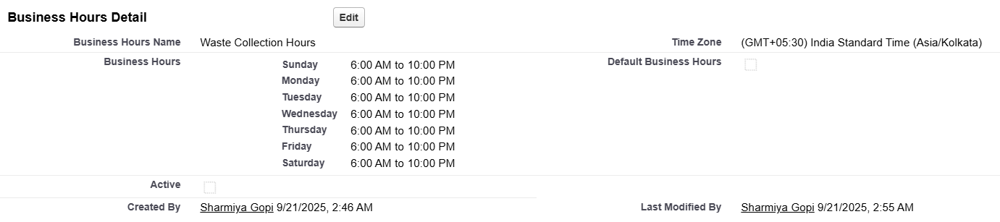 Business Hours Detail Edit
Business Hours Name Waste Collection Hours Time Zone (GMT+05:30) India Standard Time (Asia/Kolkata)
Business Hours Sunday 6:00 AM to 10:00 PM Default Business Hours
Monday 6:00 AM to 10:00 PM
Tuesday 6:00 AM to 10:00 PM
Wednesday 6:00 AM to 10:00 PM
Thursday 6:00 AM to 10:00 PM
Friday 6:00 AM to 10:00 PM
Saturday 6:00 AM to 10:00 PM
Active
Created By Sharmiya Gopi 9/21/2025, 2:46 AM Last Modified By Sharmiya Gopi 9/21/2025, 2:55 AM